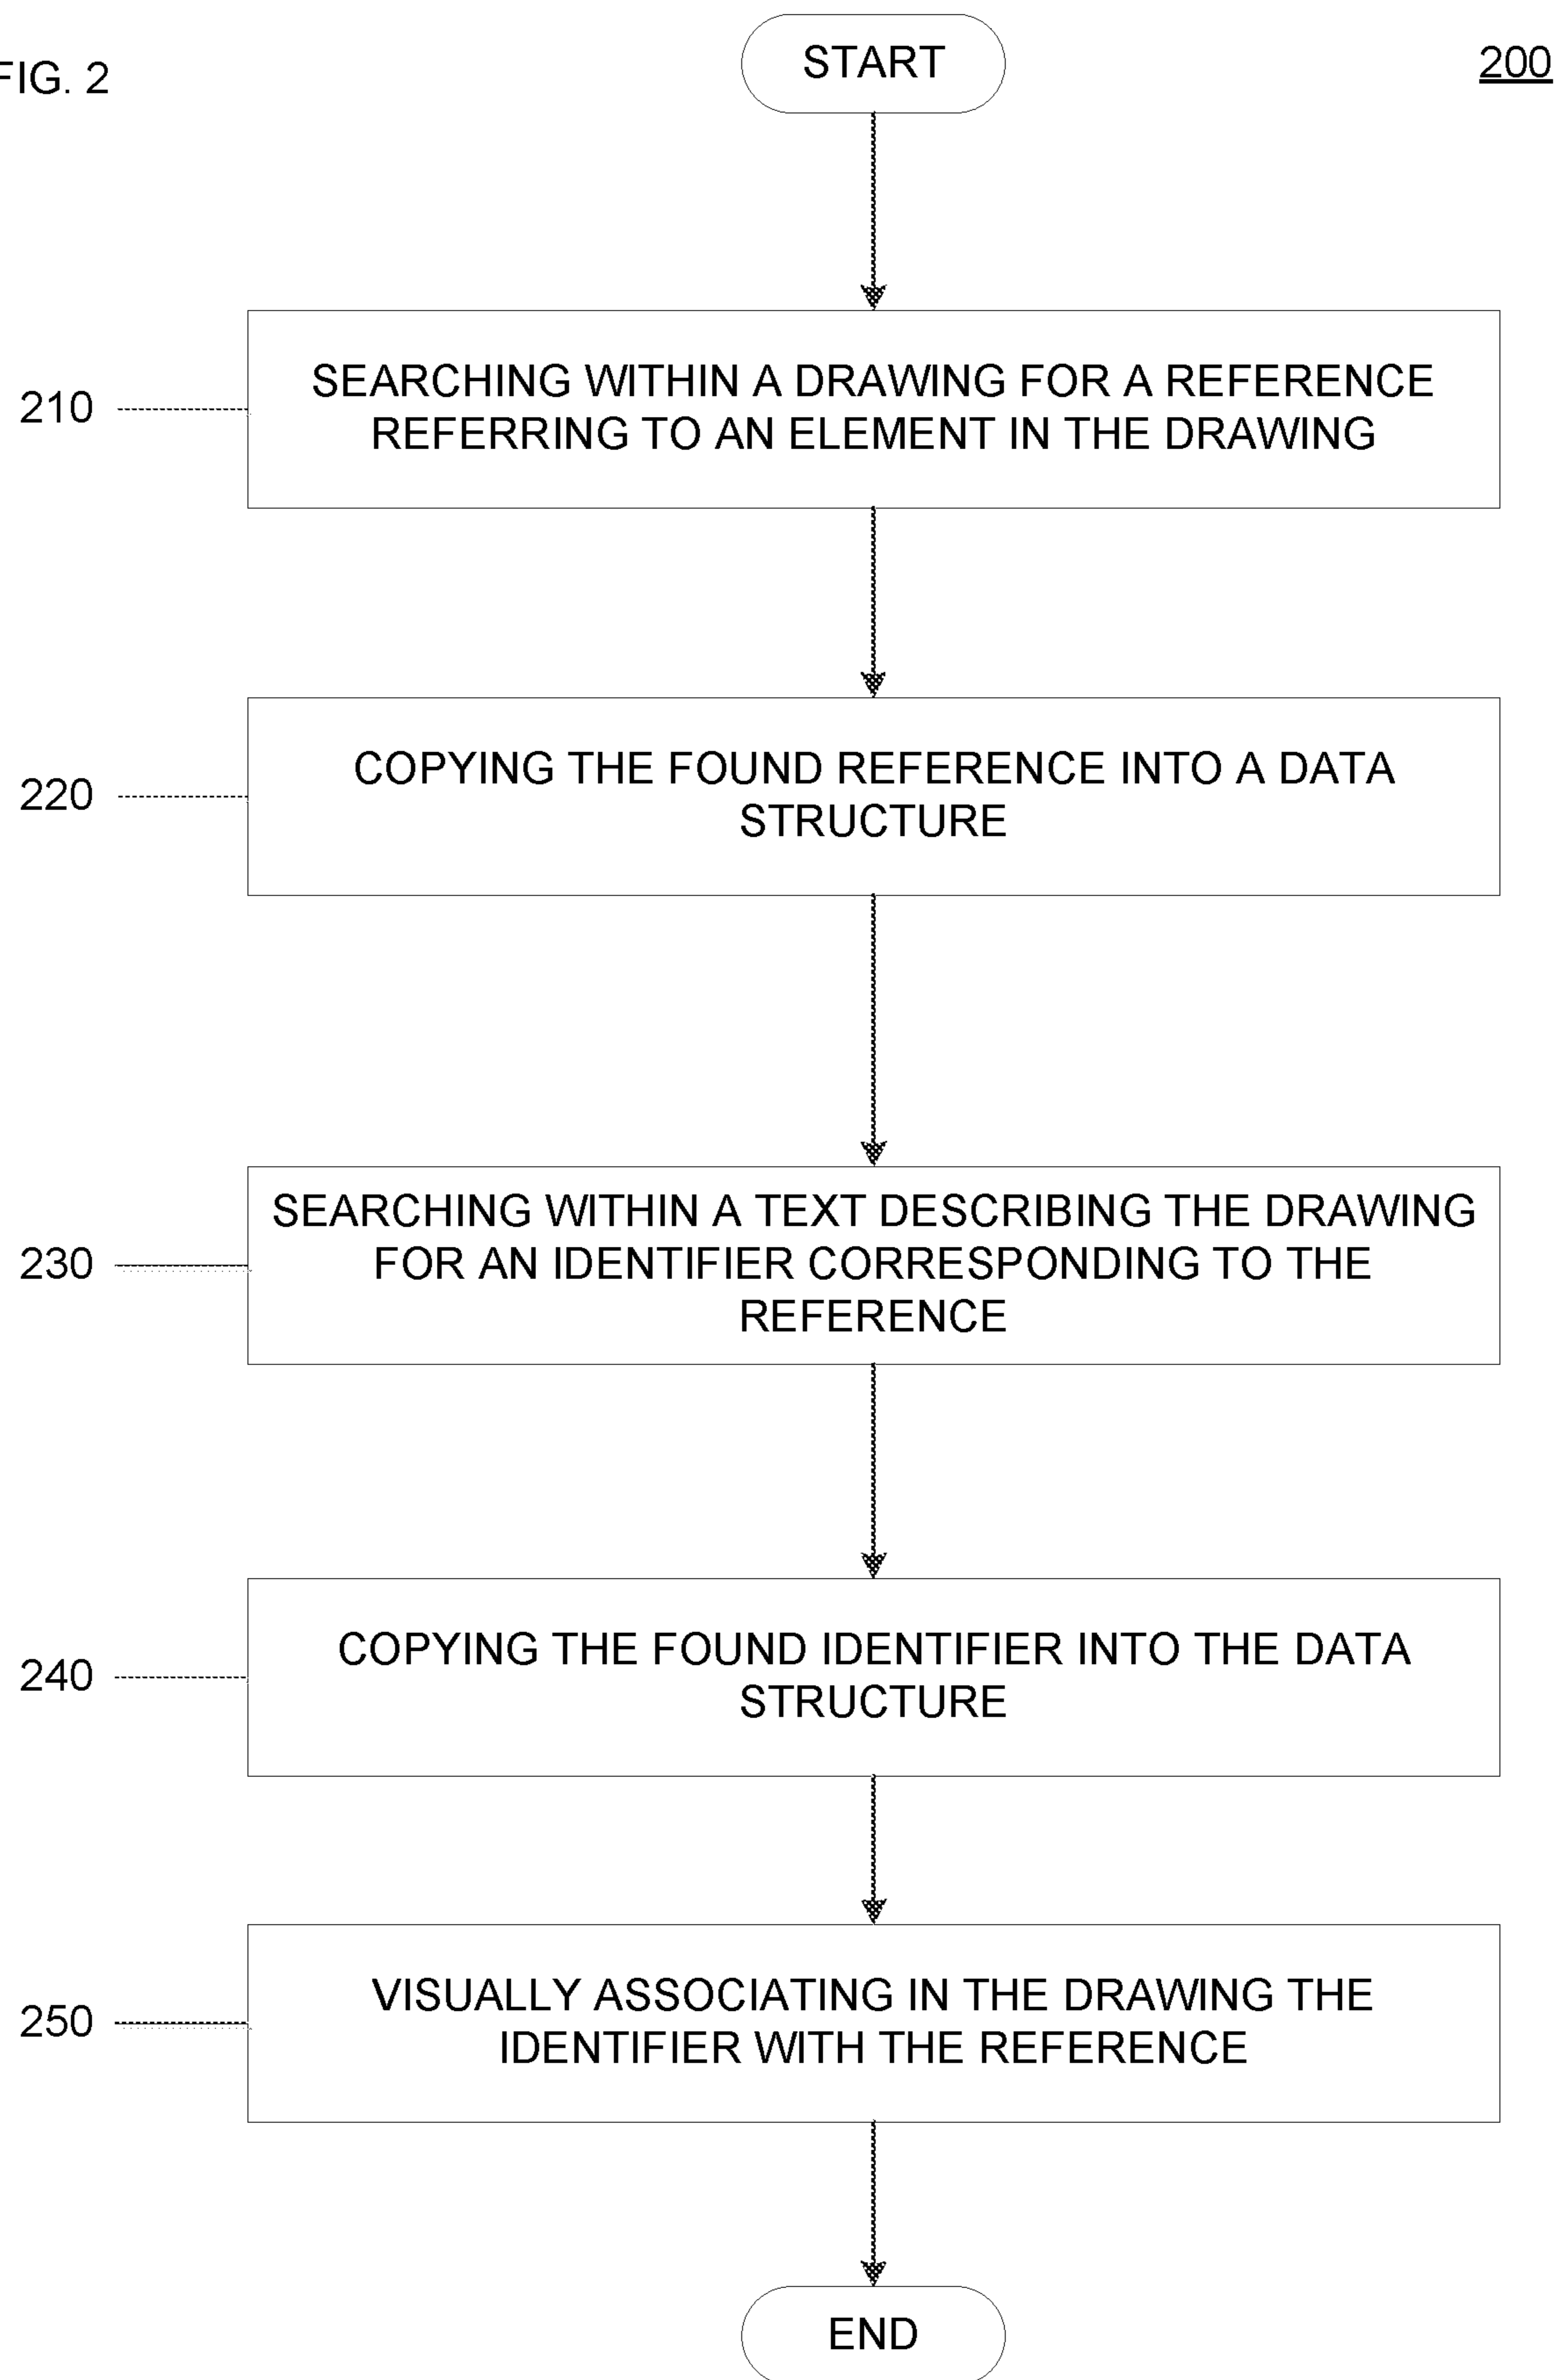 FIG. 2
START
200
210
SEARCHING WITHIN A DRAWING FOR A REFERENCE
REFERRING TO AN ELEMENT IN THE DRAWING
220
COPYING THE FOUND REFERENCE INTO A DATA
STRUCTURE
230
SEARCHING WITHIN A TEXT DESCRIBING THE DRAWING
FOR AN IDENTIFIER CORRESPONDING TO THE
REFERENCE
240
COPYING THE FOUND IDENTIFIER INTO THE DATA
STRUCTURE
250
VISUALLY ASSOCIATING IN THE DRAWING THE
IDENTIFIER WITH THE REFERENCE
END